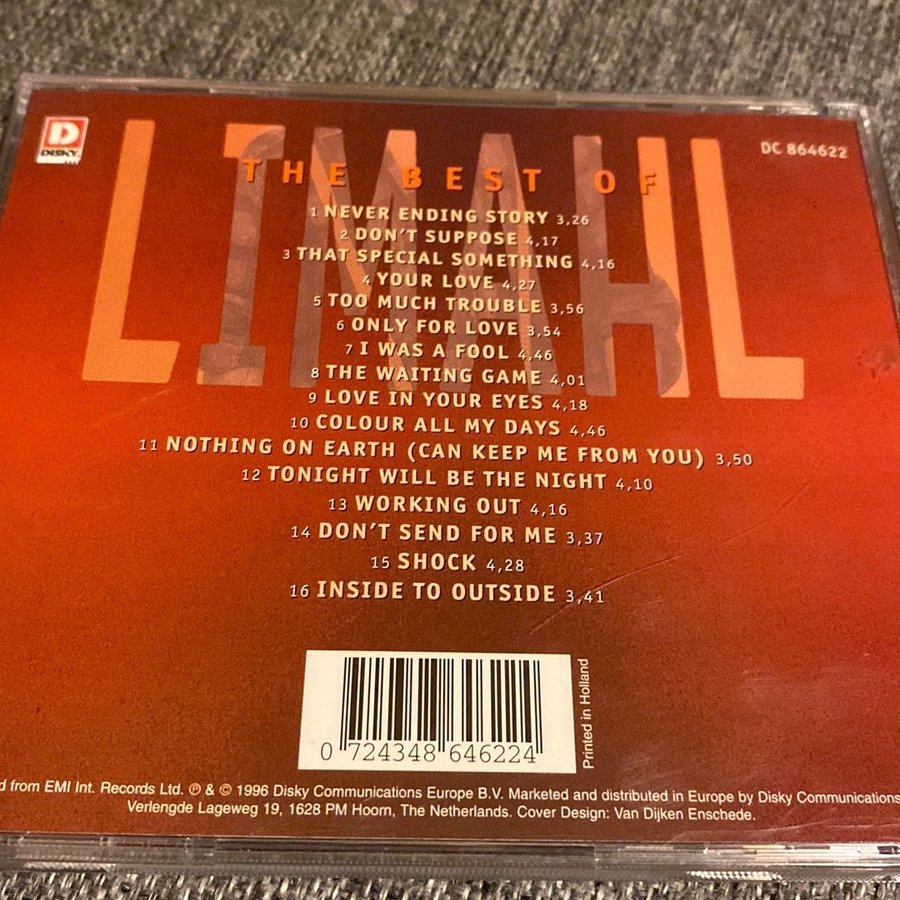 D
DISKY
DC 864622
LIMAHL
THE BEST OF
1 NEVER ENDING STORY 3,26
2 DON'T SUPPOSE 4,17
3 THAT SPECIAL SOMETHING 4,16
4 YOUR LOVE 4,27
5 TOO MUCH TROUBLE 3,56
6 ONLY FOR LOVE 3,54
7 I WAS A FOOL 4,46
8 THE WAITING GAME 4,01
9 LOVE IN YOUR EYES 4,18
10 COLOUR ALL MY DAYS 4,46
11 NOTHING ON EARTH (CAN KEEP ME FROM YOU) 3,50
12 TONIGHT WILL BE THE NIGHT 4,10
13 WORKING OUT 4,16
14 DON'T SEND FOR ME 3,37
15 SHOCK 4,28
16 INSIDE TO OUTSIDE 3,41
0 724348 646224
Printed in Holland
from EMI Int. Records Ltd. ℗ & © 1996 Disky Communications Europe B.V. Marketed and distributed in Europe by Disky Communications
Verlengde Lageweg 19, 1628 PM Hoorn, The Netherlands. Cover Design: Van Dijken Enschede.